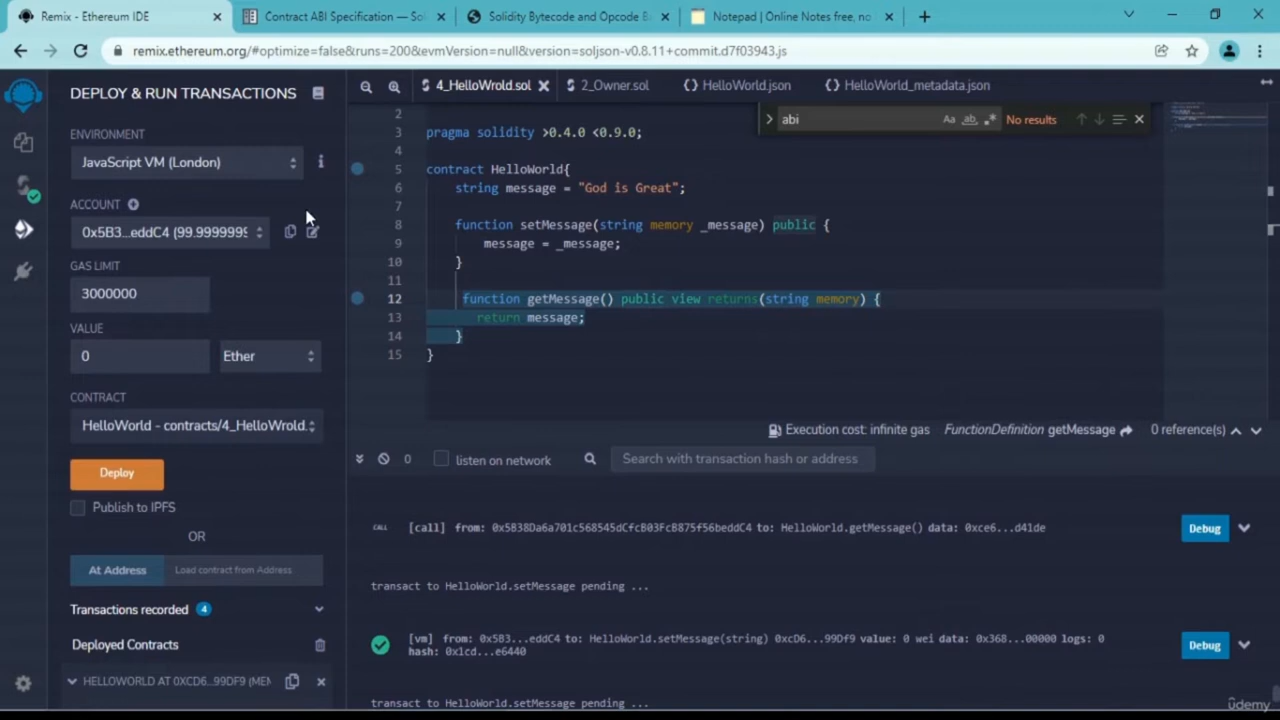 Remix - Ethereum IDE
Contract ABI Specification — Sol
Solidity Bytecode and Opcode B
Notepad | Online Notes free, no
remix.ethereum.org/#optimize=false&runs=200&evmVersion=null&version=soljson-v0.8.11+commit.d7f03943.js
DEPLOY & RUN TRANSACTIONS
ENVIRONMENT
JavaScript VM (London)
ACCOUNT
0x5B3...eddC4 (99.9999999
GAS LIMIT
3000000
VALUE
0
Ether
CONTRACT
HelloWorld - contracts/4_HelloWrold.
Deploy
Publish to IPFS
OR
At Address
Load contract from Address
Transactions recorded 4
Deployed Contracts
HELLOWORLD AT 0XCD6...99DF9 (MEM
4_HelloWrold.sol
2_Owner.sol
{} HelloWorld.json
{} HelloWorld_metadata.json
abi
Aa ab
No results
2
3 pragma solidity >0.4.0 <0.9.0;
4
5 contract HelloWorld{
6 string message = "God is Great";
7
8 function setMessage(string memory _message) public {
9 message = _message;
10 }
11
12 function getMessage() public view returns(string memory) {
13 return message;
14 }
15 }
Execution cost: infinite gas FunctionDefinition getMessage 0 reference(s)
0 listen on network Search with transaction hash or address
CALL [call] from: 0x5B38Da6a701c568545dCfcB03FcB875f56beddC4 to: HelloWorld.getMessage() data: 0xce6...d41de
Debug
transact to HelloWorld.setMessage pending ...
[vm] from: 0x5B3...eddC4 to: HelloWorld.setMessage(string) 0xcD6...99Df9 value: 0 wei data: 0x368...00000 logs: 0
hash: 0x1cd...e6440
Debug
transact to HelloWorld.setMessage pending ...
ûdemy